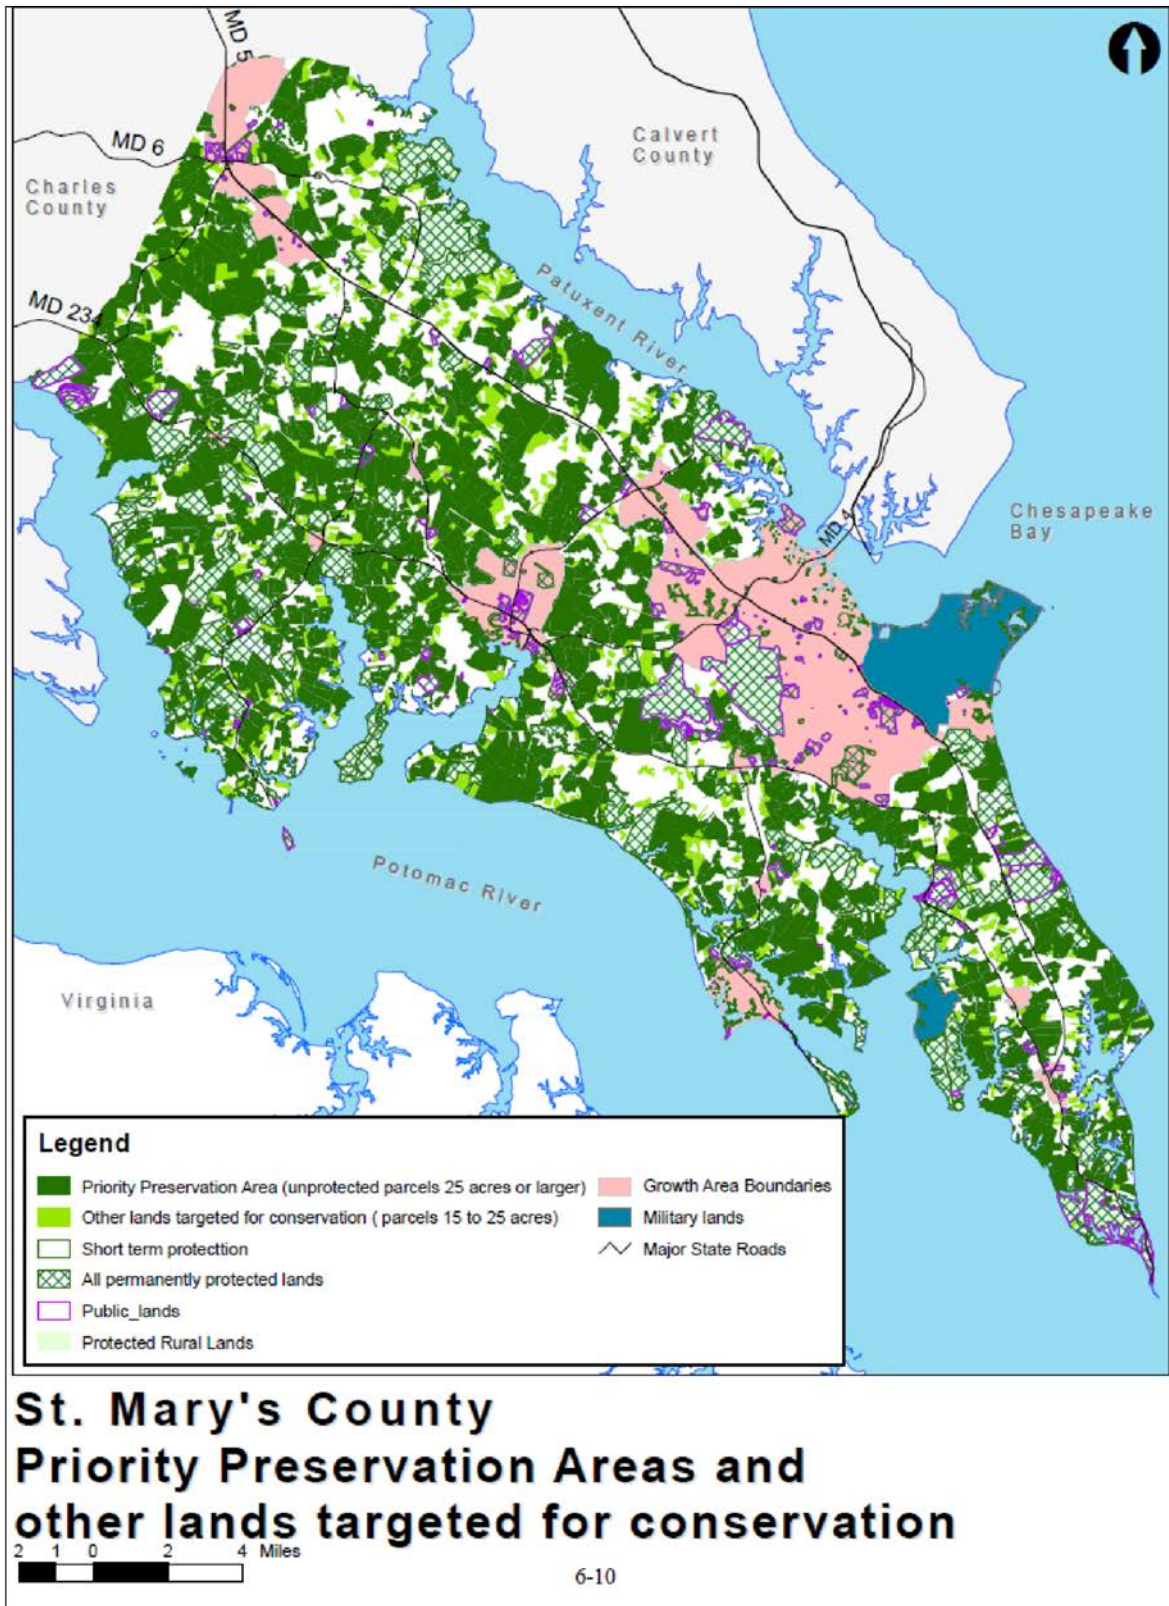 MD 5
MD 6
Charles
County
MD 234
Calvert
County
Patuxent River
MD 4
Chesapeake
Bay
Potomac River
Virginia
Legend
Priority Preservation Area (unprotected parcels 25 acres or larger)
Other lands targeted for conservation ( parcels 15 to 25 acres)
Short term protecttion
All permanently protected lands
Public_lands
Protected Rural Lands
Growth Area Boundaries
Military lands
Major State Roads
St. Mary's County
Priority Preservation Areas and
other lands targeted for conservation
2 1 0 2 4 Miles
6-10